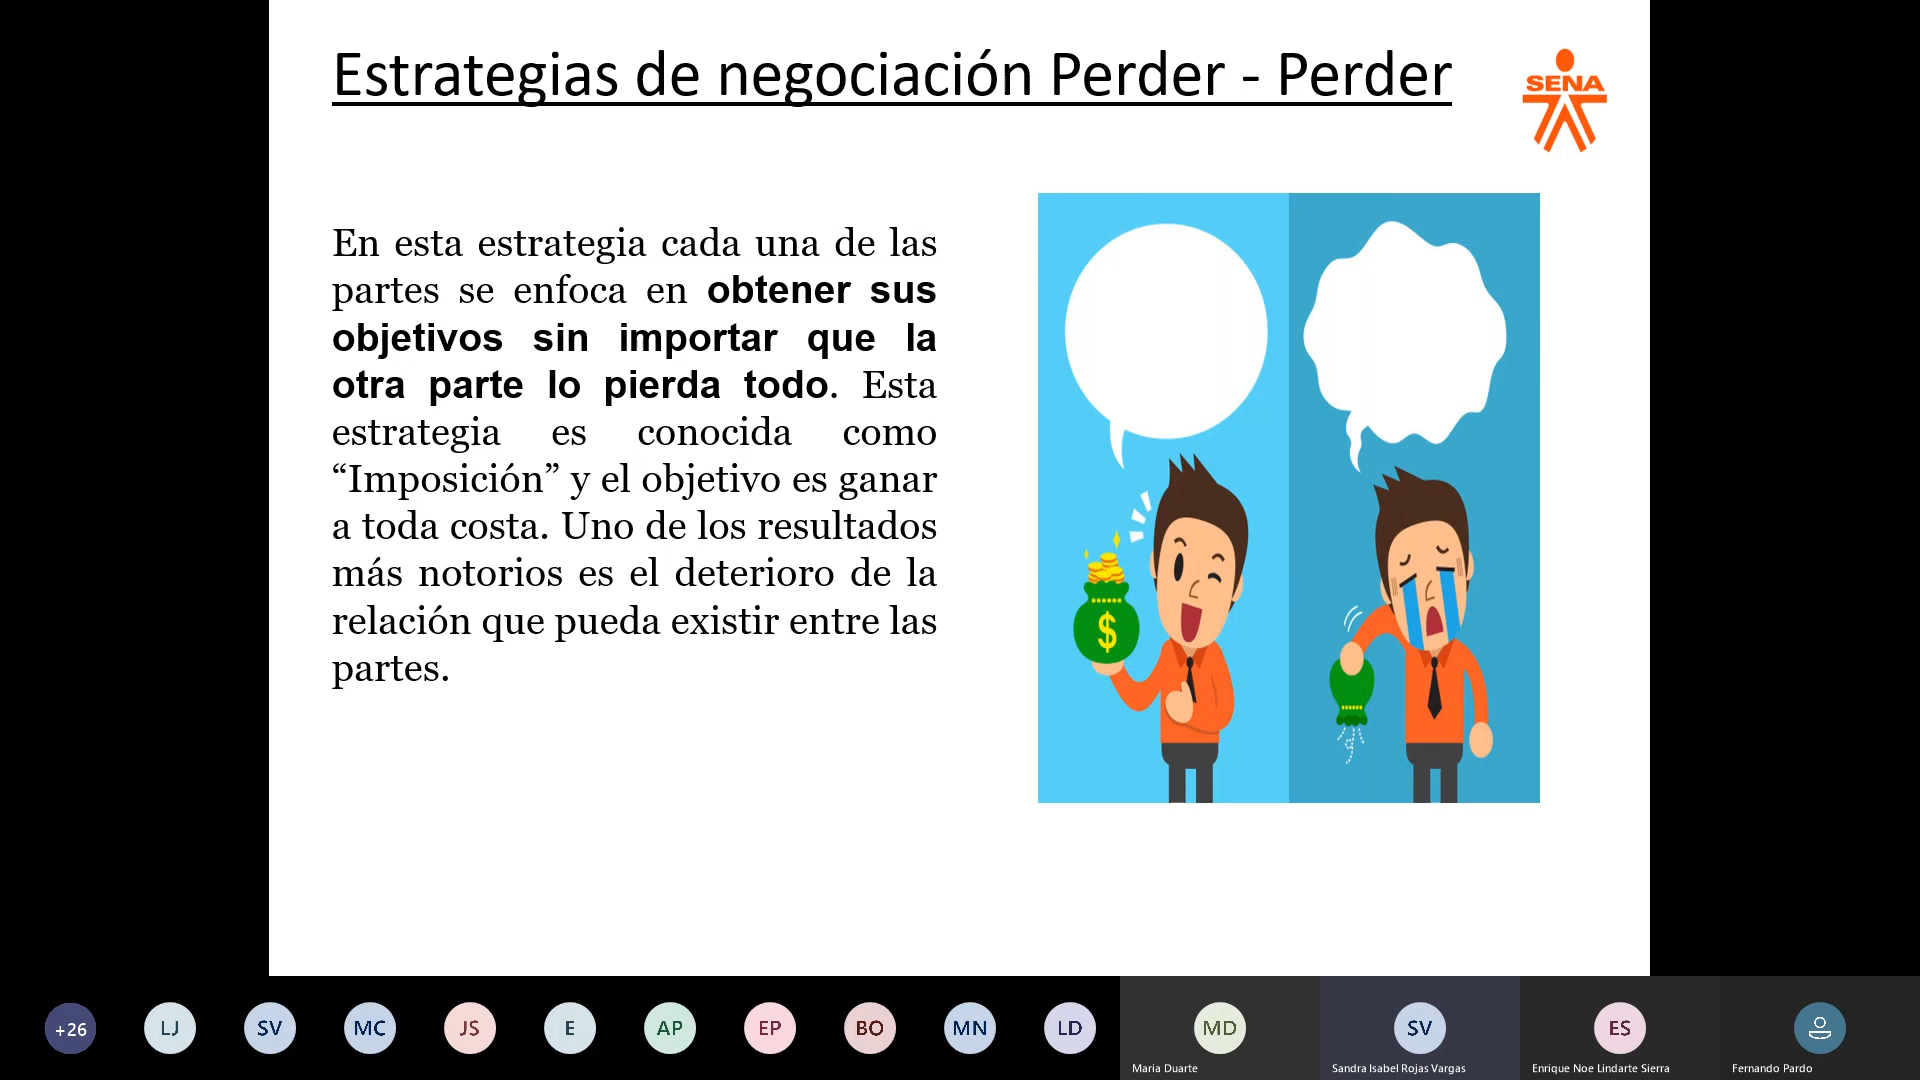 Estrategias de negociación Perder - Perder
SENA
En esta estrategia cada una de las
partes se enfoca en obtener sus
objetivos sin importar que la
otra parte lo pierda todo. Esta
estrategia es conocida como
“Imposición” y el objetivo es ganar
a toda costa. Uno de los resultados
más notorios es el deterioro de la
relación que pueda existir entre las
partes.
$
+26
LJ
SV
MC
JS
E
AP
EP
BO
MN
LD
MD
SV
ES
Maria Duarte
Sandra Isabel Rojas Vargas
Enrique Noe Lindarte Sierra
Fernando Pardo